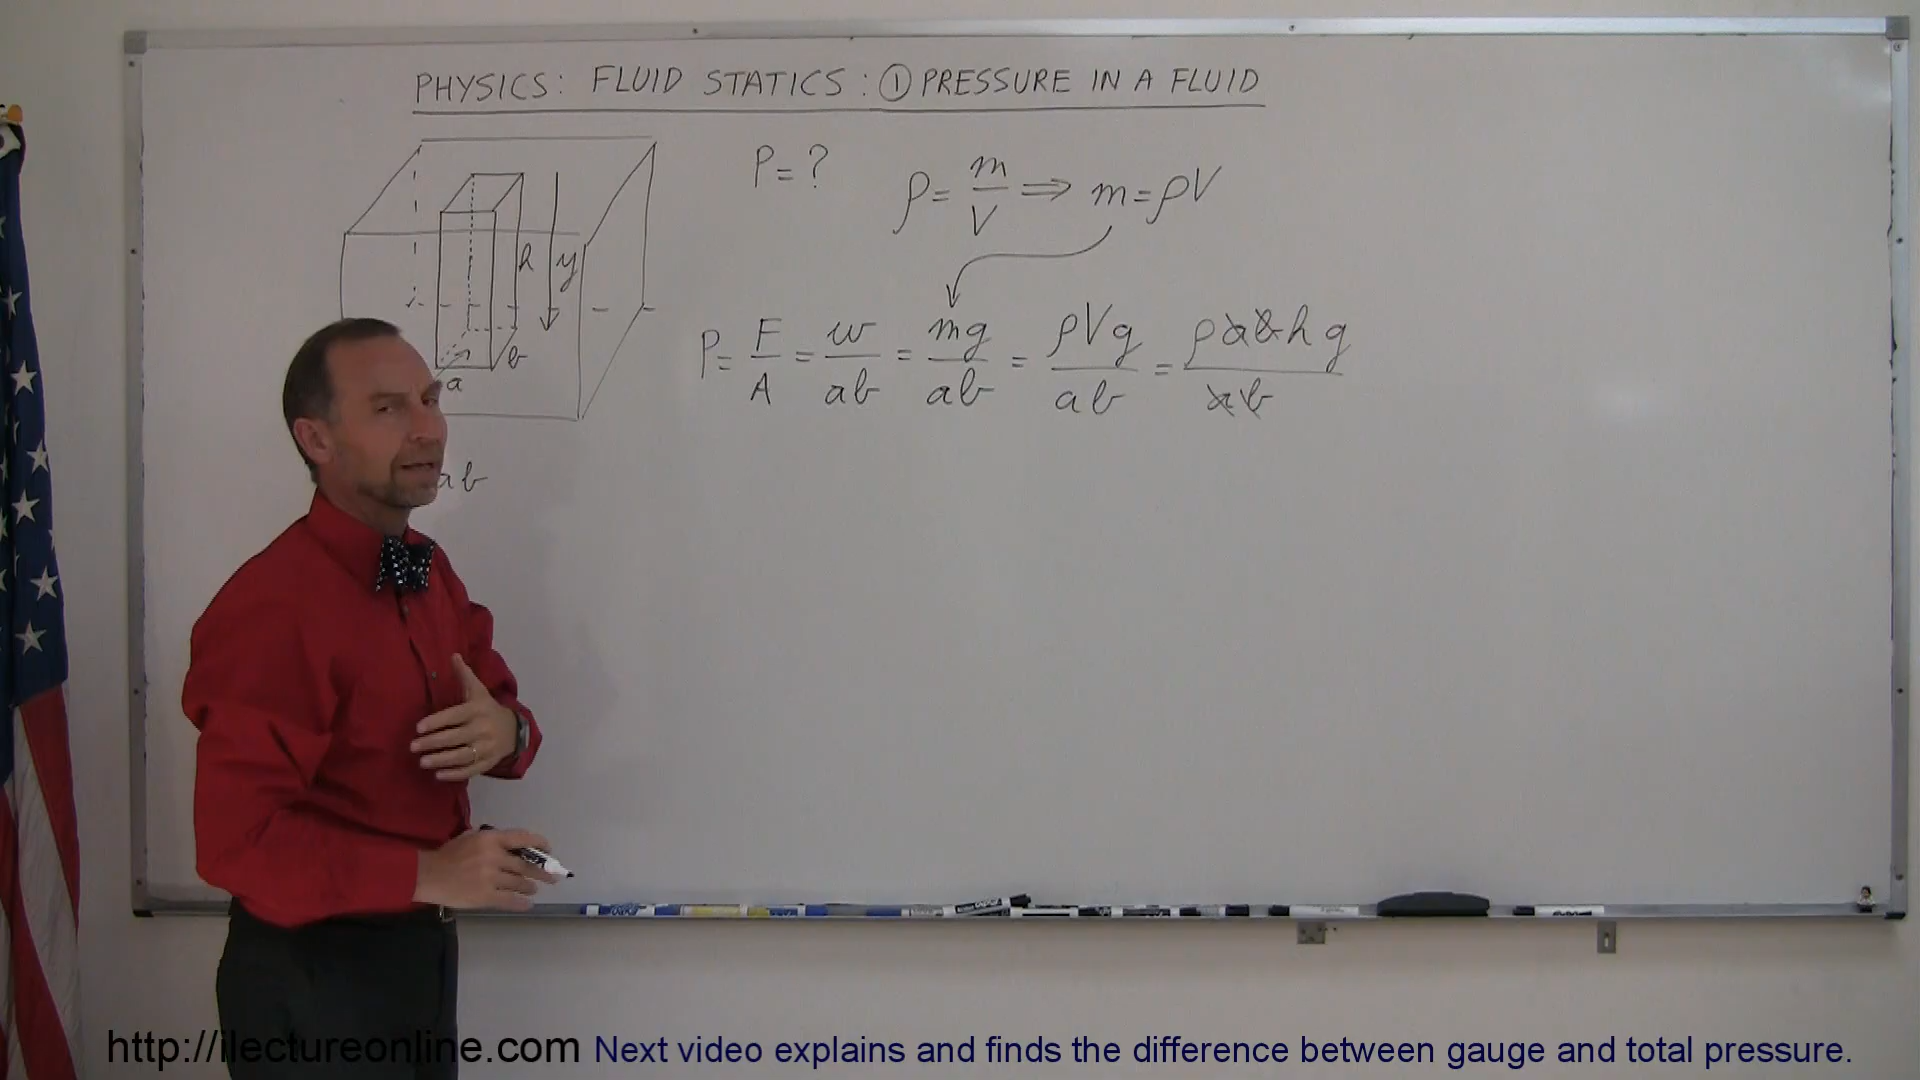 PHYSICS: FLUID STATICS: ① PRESSURE IN A FLUID
P = ?
ρ = m/V ⇒ m = ρV
h
y
P = F/A = w/ab = mg/ab = ρVg/ab = ρabhg/ab
b
a
ab
http://ilectureonline.com Next video explains and finds the difference between gauge and total pressure.